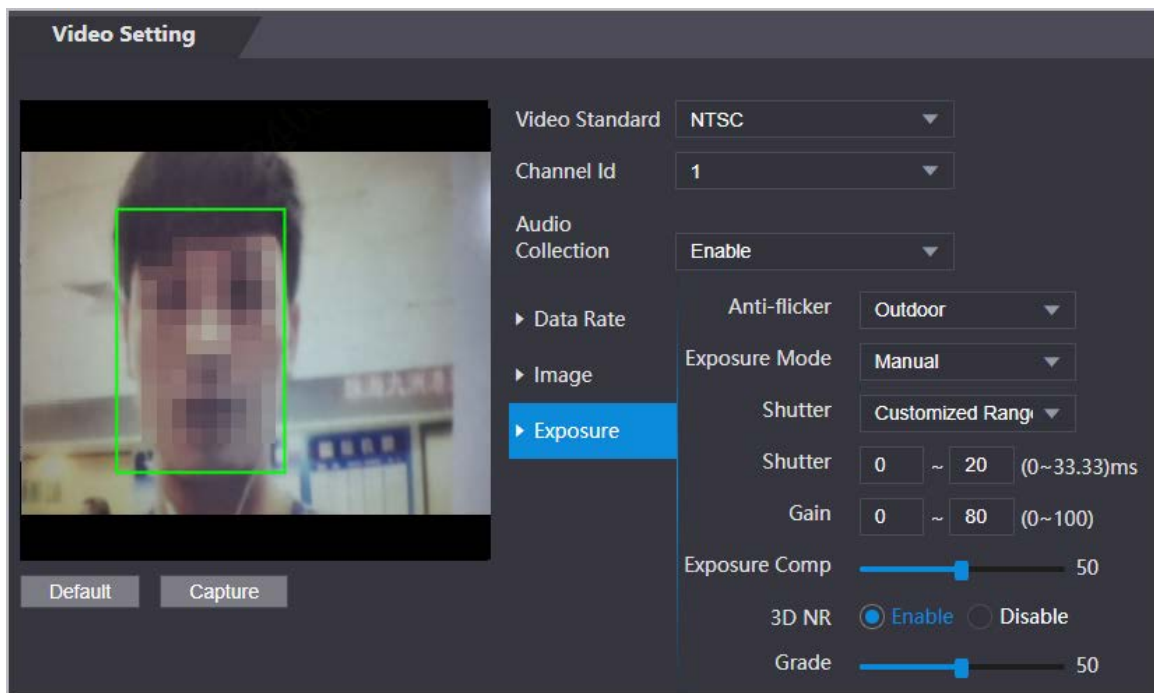 Video Setting
Video Standard NTSC
Channel Id 1
Audio
Collection Enable
Data Rate
Image
Exposure
Anti-flicker Outdoor
Exposure Mode Manual
Shutter Customized Rang
Shutter 0 ~ 20 (0~33.33)ms
Gain 0 ~ 80 (0~100)
Exposure Comp 50
3D NR Enable Disable
Grade 50
Default Capture